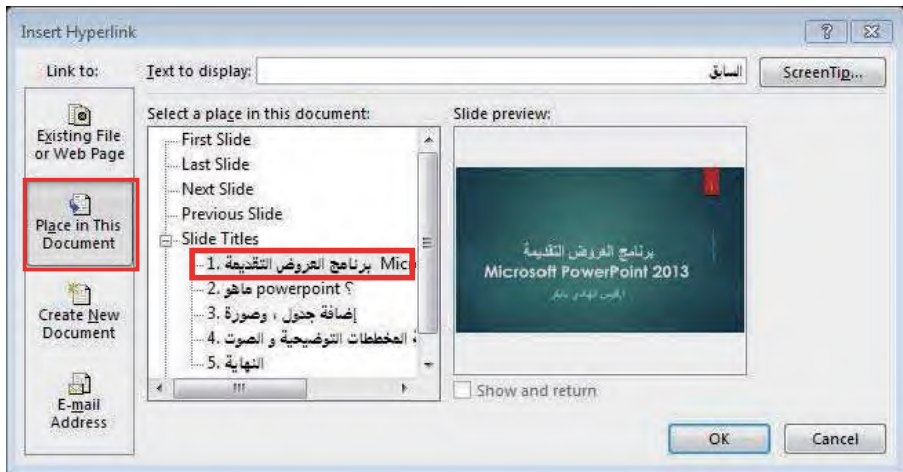 Insert Hyperlink
Link to:
Text to display:
السابق
ScreenTip...
Existing File
or Web Page
Place in This
Document
Create New
Document
E-mail
Address
Select a place in this document:
First Slide
Last Slide
Next Slide
Previous Slide
Slide Titles
1. برنامج العروض التقديمة Mic
2. ماهو powerpoint ؟
3. إضافة جدول ، وصورة
4. المخططات التوضيحية و الصوت
5. النهاية
Slide preview:
برنامج العروض التقديمة
Microsoft PowerPoint 2013
Show and return
OK
Cancel